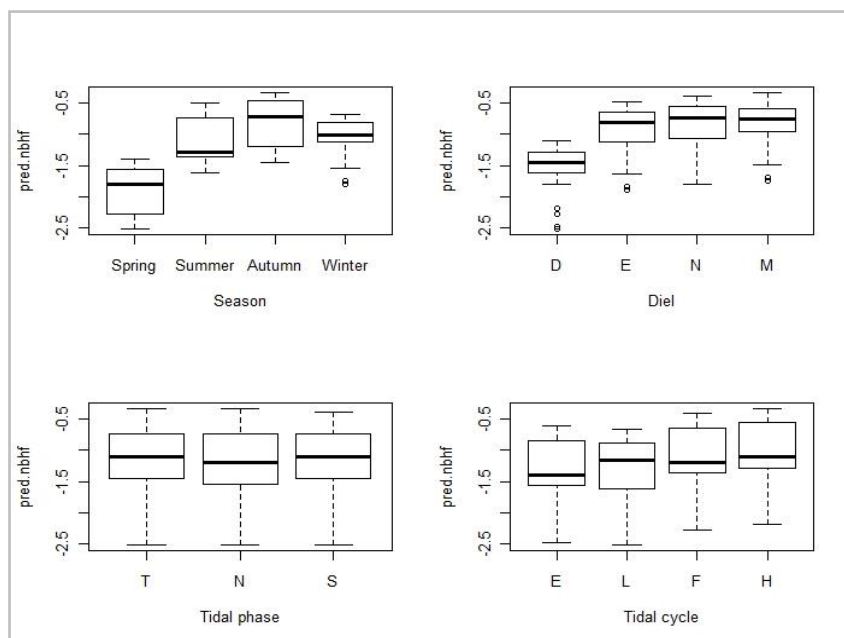 pred.nbhf
-0.5
-1.5
-2.5
Spring Summer Autumn Winter
Season
pred.nbhf
-0.5
-1.5
-2.5
D E N M
Diel
pred.nbhf
-0.5
-1.5
-2.5
T N S
Tidal phase
pred.nbhf
-0.5
-1.5
-2.5
E L F H
Tidal cycle